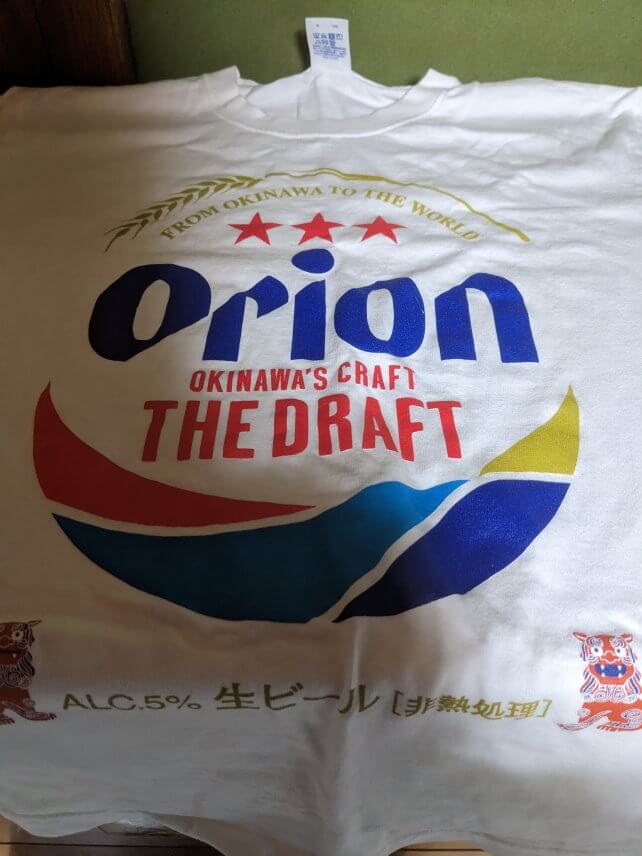 FROM OKINAWA TO THE WORLD
Orion
OKINAWA'S CRAFT
THE DRAFT
ALC.5% 生ビール [非熱処理]